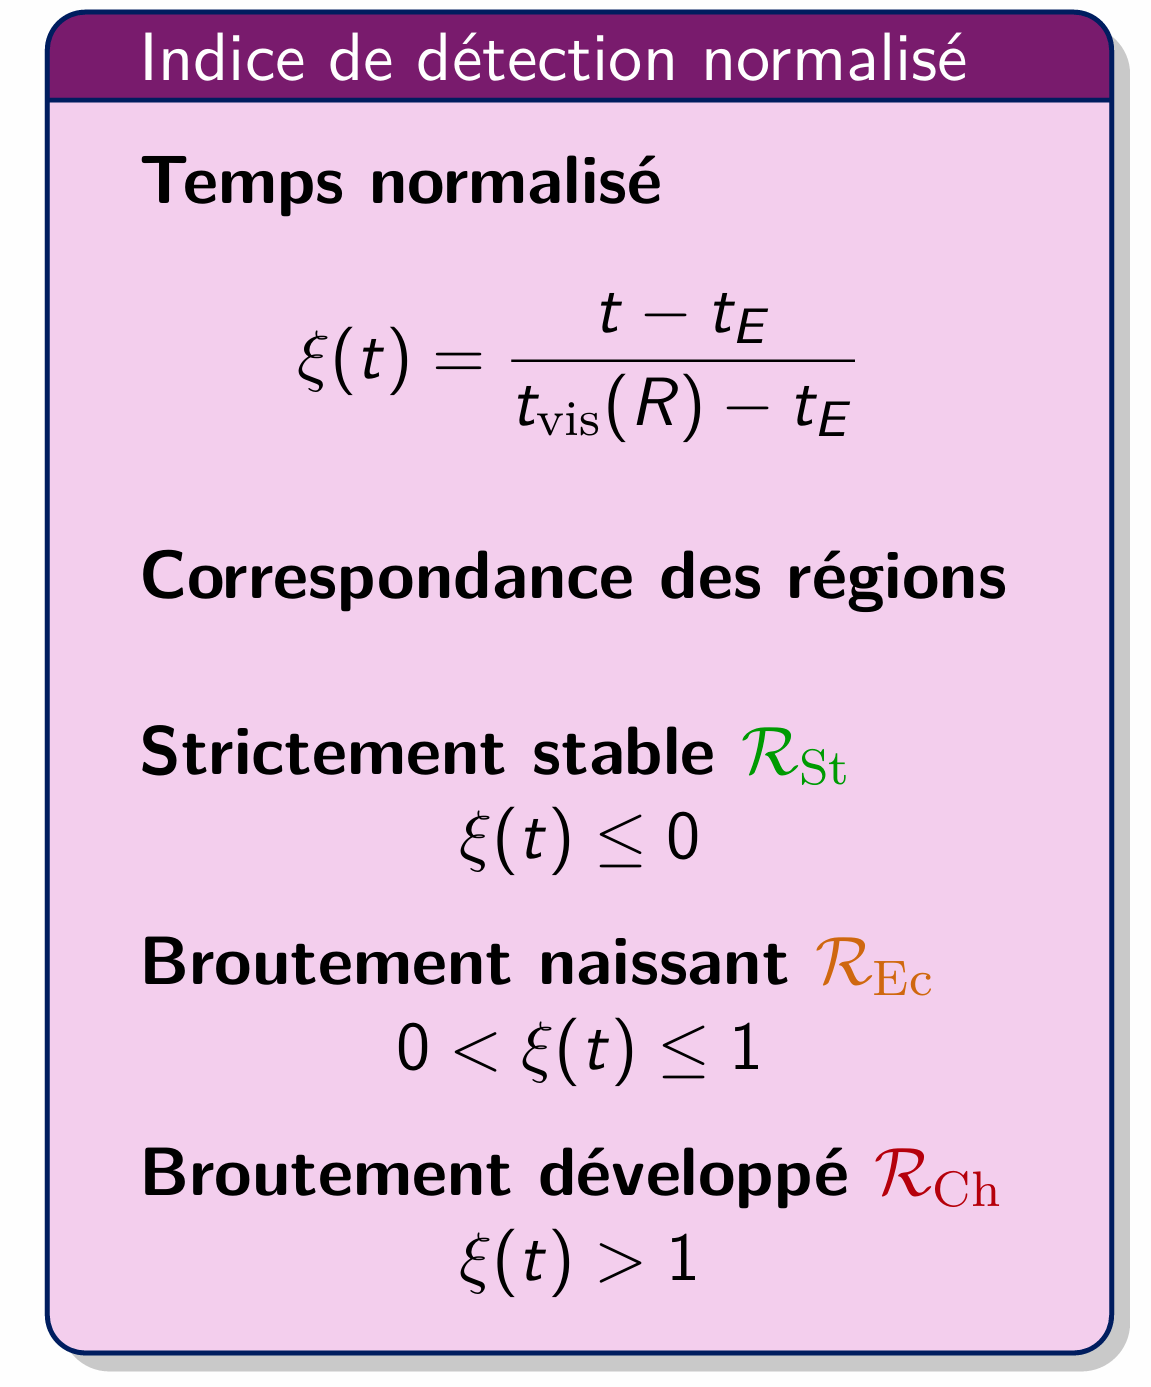 Indice de détection normalisé
Temps normalisé
ξ(t) = (t − t_E) / (t_vis(R) − t_E)
Correspondance des régions
Strictement stable ℛ_St
ξ(t) ≤ 0
Broutement naissant ℛ_Ec
0 < ξ(t) ≤ 1
Broutement développé ℛ_Ch
ξ(t) > 1